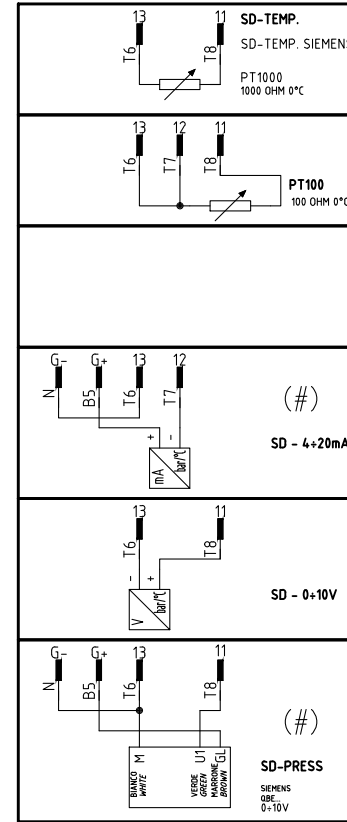 13 11 SD-TEMP.
T6 T8 SD-TEMP. SIEMENS
PT1000
1000 OHM 0°C
13 12 11
T6 T7 T8
PT100
100 OHM 0°C
G- G+ 13 12
N B5 T6 T7
(#)
+ -
mA bar/°C
SD - 4÷20mA
13 11
T6 T8
- +
V bar/°C
SD - 0÷10V
G- G+ 13 11
N B5 T6 T8
(#)
M U1 GL
BIANCO VERDE MARRONE
WHITE GREEN BROWN
SD-PRESS
SIEMENS
QBE...
0÷10V